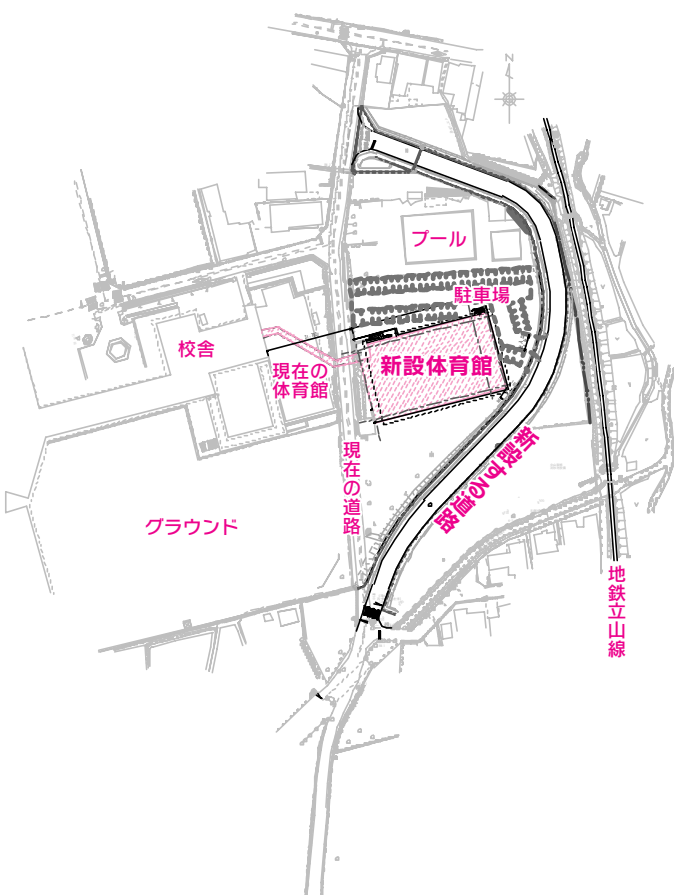 N
プール
駐車場
校舎
現在の
体育館
新設体育館
現在の道路
新設する道路
グラウンド
地鉄立山線